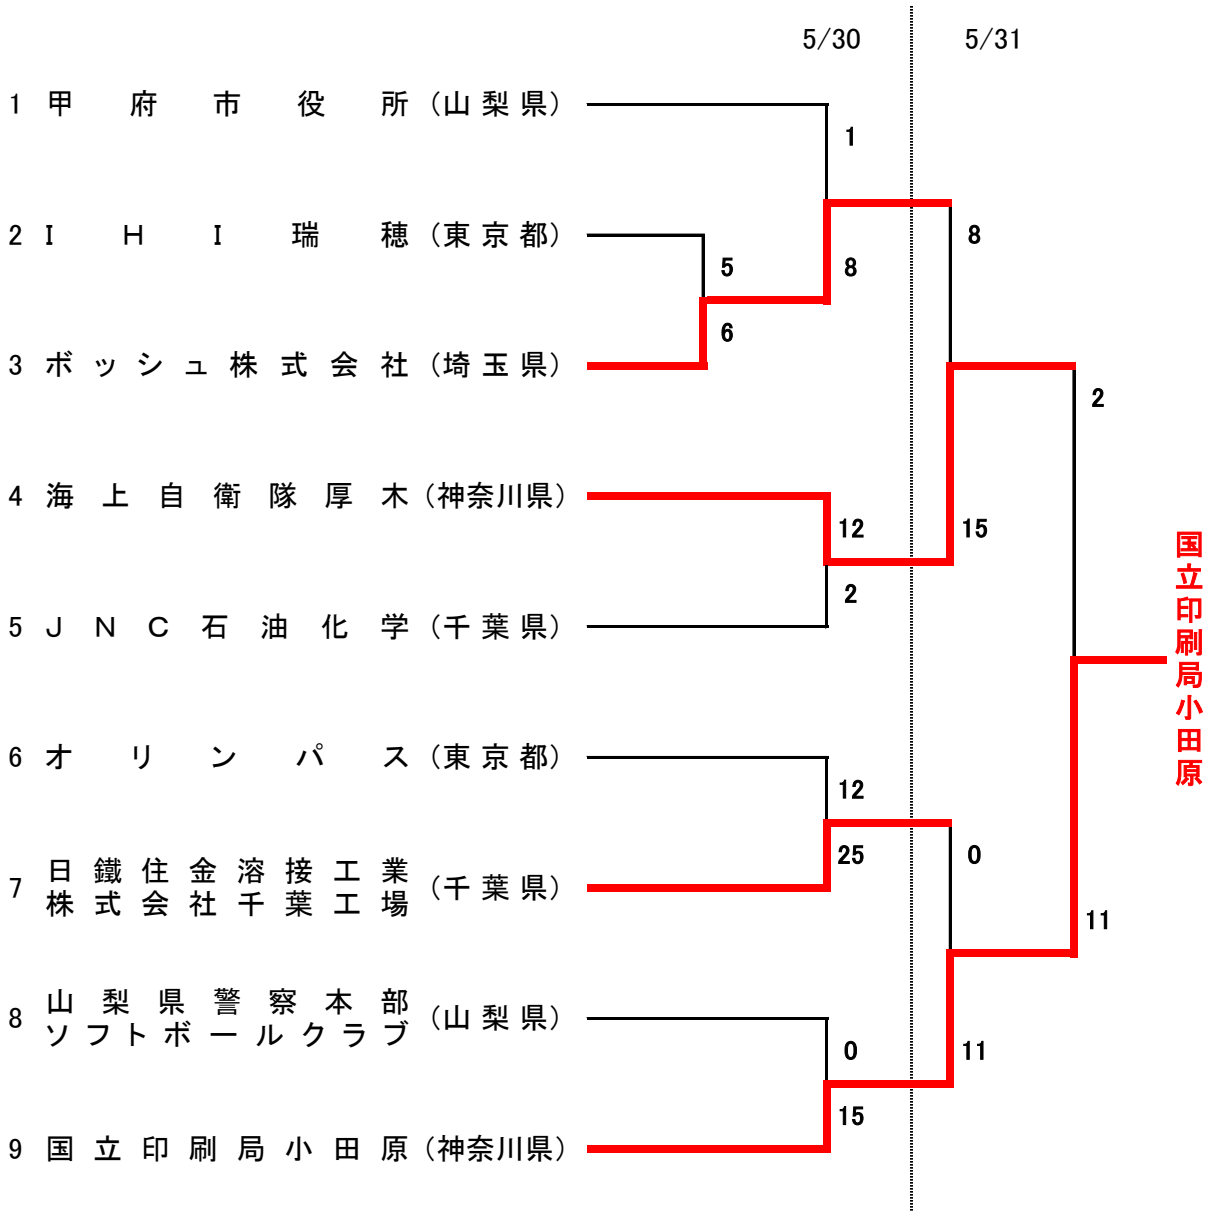 5/30 5/31
1 甲府市役所（山梨県）
1
2 ＩＨＩ瑞穂（東京都）
8
5
8
6
3 ボッシュ株式会社（埼玉県）
2
4 海上自衛隊厚木（神奈川県）
12
15
2
5 ＪＮＣ石油化学（千葉県）
国立印刷局小田原
6 オリンパス（東京都）
12
25
0
7 日鐵住金溶接工業
株式会社千葉工場（千葉県）
11
8 山梨県警察本部
ソフトボールクラブ（山梨県）
0
11
15
9 国立印刷局小田原（神奈川県）